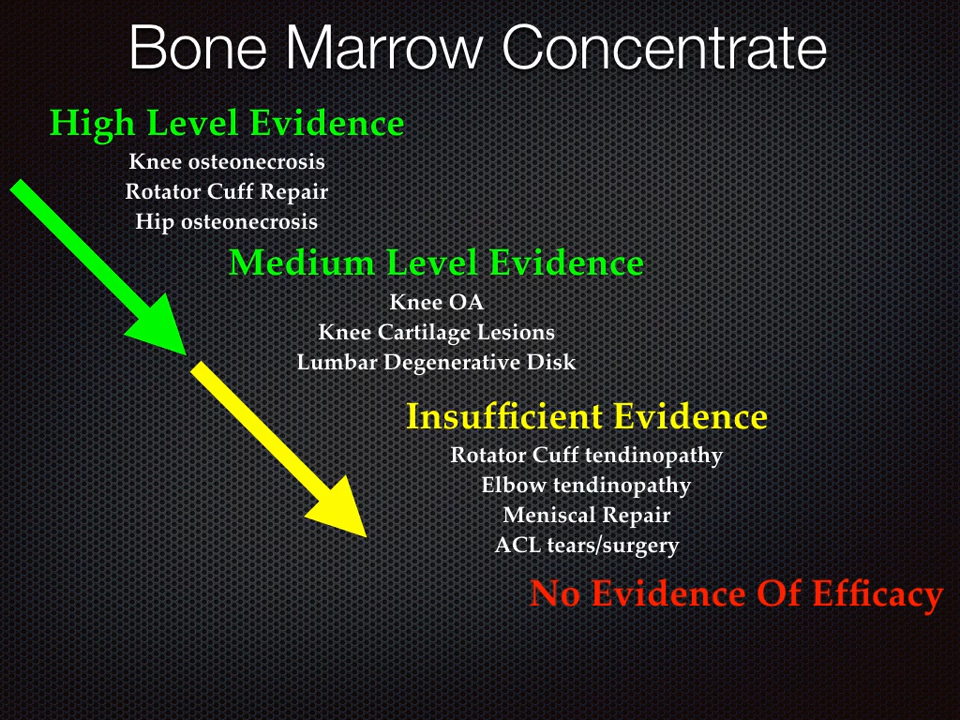 Bone Marrow Concentrate
High Level Evidence
Knee osteonecrosis
Rotator Cuff Repair
Hip osteonecrosis
Medium Level Evidence
Knee OA
Knee Cartilage Lesions
Lumbar Degenerative Disk
Insufficient Evidence
Rotator Cuff tendinopathy
Elbow tendinopathy
Meniscal Repair
ACL tears/surgery
No Evidence Of Efficacy